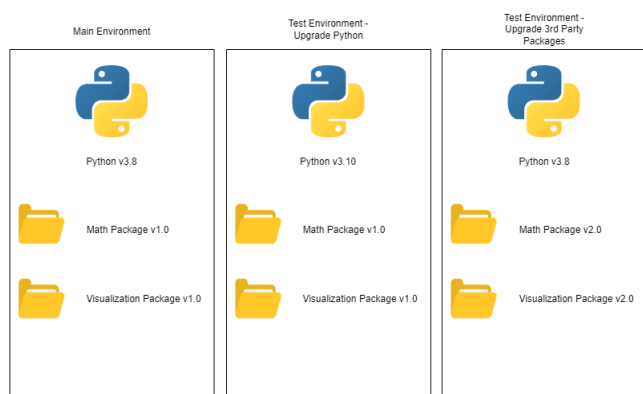 Main Environment
Python v3.8
Math Package v1.0
Visualization Package v1.0
Test Environment -
Upgrade Python
Python v3.10
Math Package v1.0
Visualization Package v1.0
Test Environment -
Upgrade 3rd Party
Packages
Python v3.8
Math Package v2.0
Visualization Package v2.0